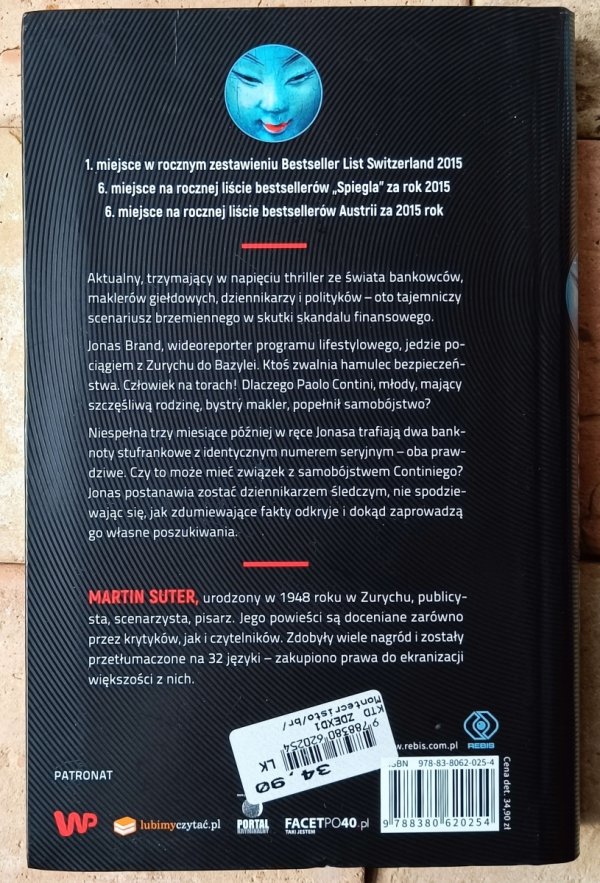 1. miejsce w rocznym zestawieniu Bestseller List Switzerland 2015
6. miejsce na rocznej liście bestsellerów „Spiegla” za rok 2015
6. miejsce na rocznej liście bestsellerów Austrii za 2015 rok
Aktualny, trzymający w napięciu thriller ze świata bankowców,
maklerów giełdowych, dziennikarzy i polityków – oto tajemniczy
scenariusz brzemiennego w skutki skandalu finansowego.
Jonas Brand, wideoreporter programu lifestylowego, jedzie po-
ciągiem z Zurychu do Bazylei. Ktoś zwalnia hamulec bezpieczeń-
stwa. Człowiek na torach! Dlaczego Paolo Contini, młody, mający
szczęśliwą rodzinę, bystry makler, popełnił samobójstwo?
Niespełna trzy miesiące później w ręce Jonasa trafiają dwa bank-
noty stufrankowe z identycznym numerem seryjnym – oba praw-
dziwe. Czy to może mieć związek z samobójstwem Continiego?
Jonas postanawia zostać dziennikarzem śledczym, nie spodzie-
wając się, jak zdumiewające fakty odkryje i dokąd zaprowadzą
go własne poszukiwania.
MARTIN SUTER, urodzony w 1948 roku w Zurychu, publicy-
sta, scenarzysta, pisarz. Jego powieści są doceniane zarówno
przez krytyków, jak i czytelników. Zdobyły wiele nagród i zostały
przetłumaczone na 32 języki – zakupiono prawa do ekranizacji
większości z nich.
KTD ZDEXD1
Montecristo/br/
9 788380 620254
LK
34,90
www.rebis.com.pl
REBIS
ISBN 978-83-8062-025-4
9 788380 620254
Cena det. 34,90 zł
PATRONAT
WP
lubimyczytać.pl
PORTAL
KRYMINALNY
FACETPO40.pl
TAKI JESTEM